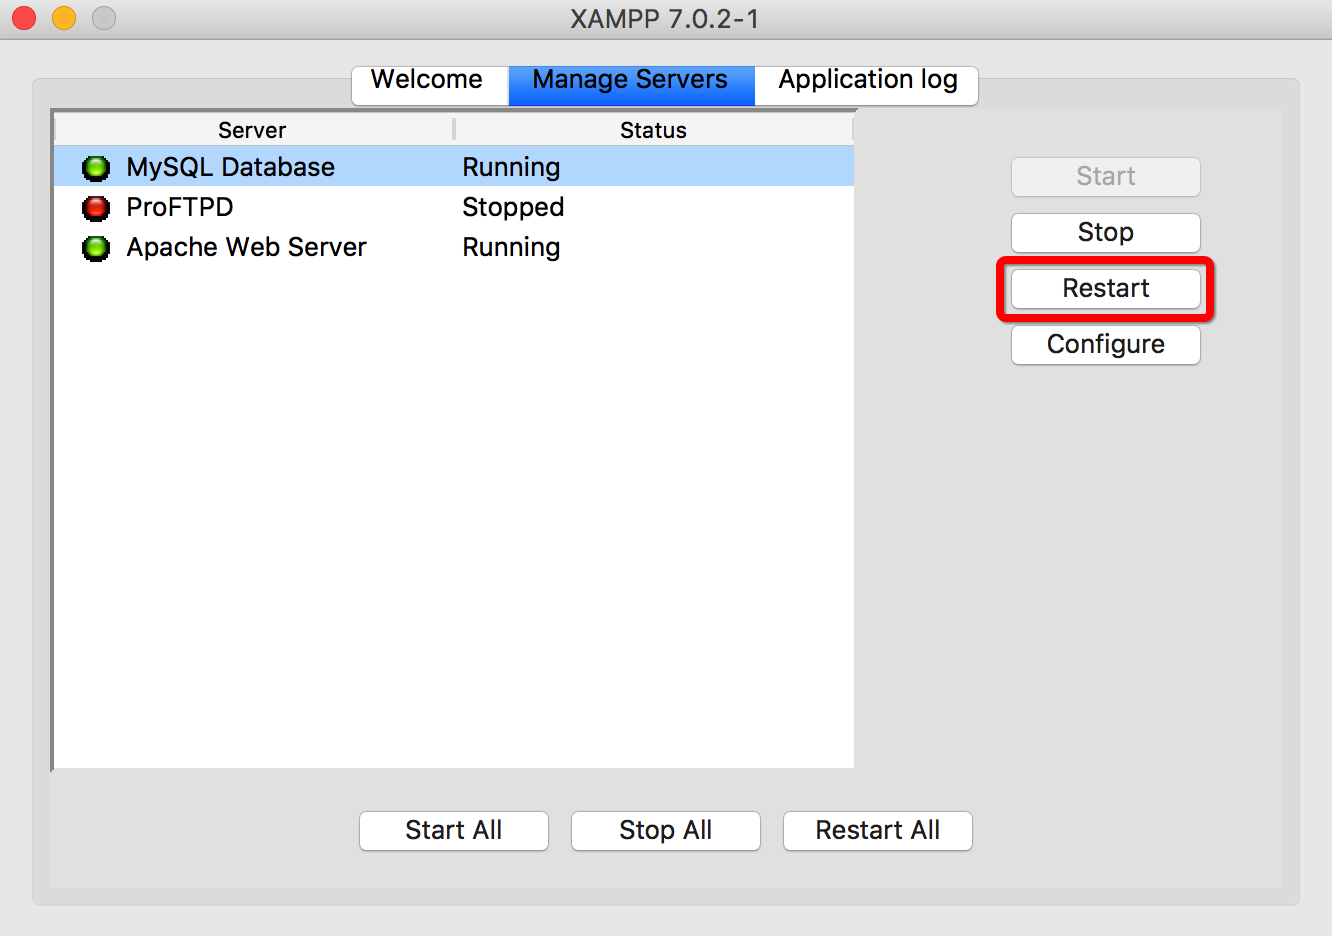 XAMPP 7.0.2-1
Welcome Manage Servers Application log
Server Status
MySQL Database Running
ProFTPD Stopped
Apache Web Server Running
Start
Stop
Restart
Configure
Start All Stop All Restart All